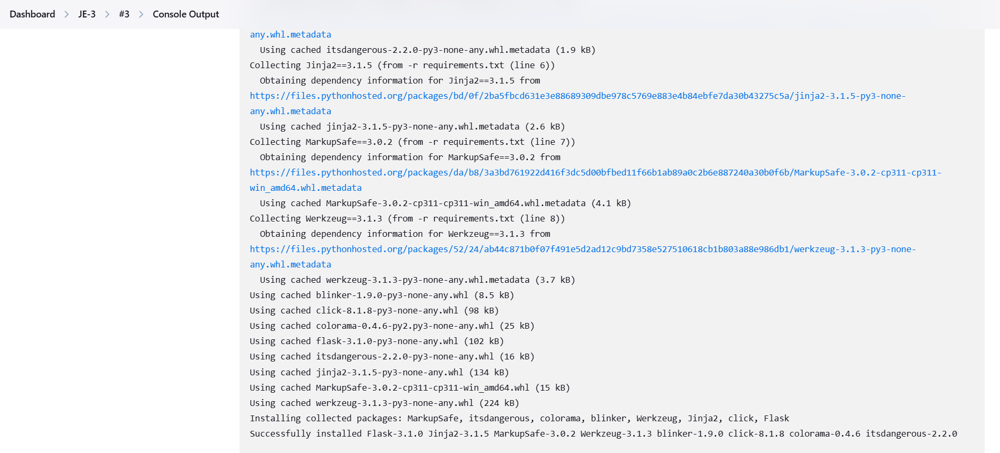 Dashboard > JE-3 > #3 > Console Output
any.whl.metadata
  Using cached itsdangerous-2.2.0-py3-none-any.whl.metadata (1.9 kB)
Collecting Jinja2==3.1.5 (from -r requirements.txt (line 6))
  Obtaining dependency information for Jinja2==3.1.5 from
https://files.pythonhosted.org/packages/bd/0f/2ba5fbcd631e3e88689309dbe978c5769e883e4b84ebfe7da30b43275c5a/jinja2-3.1.5-py3-none-
any.whl.metadata
  Using cached jinja2-3.1.5-py3-none-any.whl.metadata (2.6 kB)
Collecting MarkupSafe==3.0.2 (from -r requirements.txt (line 7))
  Obtaining dependency information for MarkupSafe==3.0.2 from
https://files.pythonhosted.org/packages/da/b8/3a3bd761922d416f3dc5d00bfbed11f66b1ab89a0c2b6e887240a30b0f6b/MarkupSafe-3.0.2-cp311-cp311-
win_amd64.whl.metadata
  Using cached MarkupSafe-3.0.2-cp311-cp311-win_amd64.whl.metadata (4.1 kB)
Collecting Werkzeug==3.1.3 (from -r requirements.txt (line 8))
  Obtaining dependency information for Werkzeug==3.1.3 from
https://files.pythonhosted.org/packages/52/24/ab44c871b0f07f491e5d2ad12c9bd7358e527510618cb1b803a88e986db1/werkzeug-3.1.3-py3-none-
any.whl.metadata
  Using cached werkzeug-3.1.3-py3-none-any.whl.metadata (3.7 kB)
Using cached blinker-1.9.0-py3-none-any.whl (8.5 kB)
Using cached click-8.1.8-py3-none-any.whl (98 kB)
Using cached colorama-0.4.6-py2.py3-none-any.whl (25 kB)
Using cached flask-3.1.0-py3-none-any.whl (102 kB)
Using cached itsdangerous-2.2.0-py3-none-any.whl (16 kB)
Using cached jinja2-3.1.5-py3-none-any.whl (134 kB)
Using cached MarkupSafe-3.0.2-cp311-cp311-win_amd64.whl (15 kB)
Using cached werkzeug-3.1.3-py3-none-any.whl (224 kB)
Installing collected packages: MarkupSafe, itsdangerous, colorama, blinker, Werkzeug, Jinja2, click, Flask
Successfully installed Flask-3.1.0 Jinja2-3.1.5 MarkupSafe-3.0.2 Werkzeug-3.1.3 blinker-1.9.0 click-8.1.8 colorama-0.4.6 itsdangerous-2.2.0